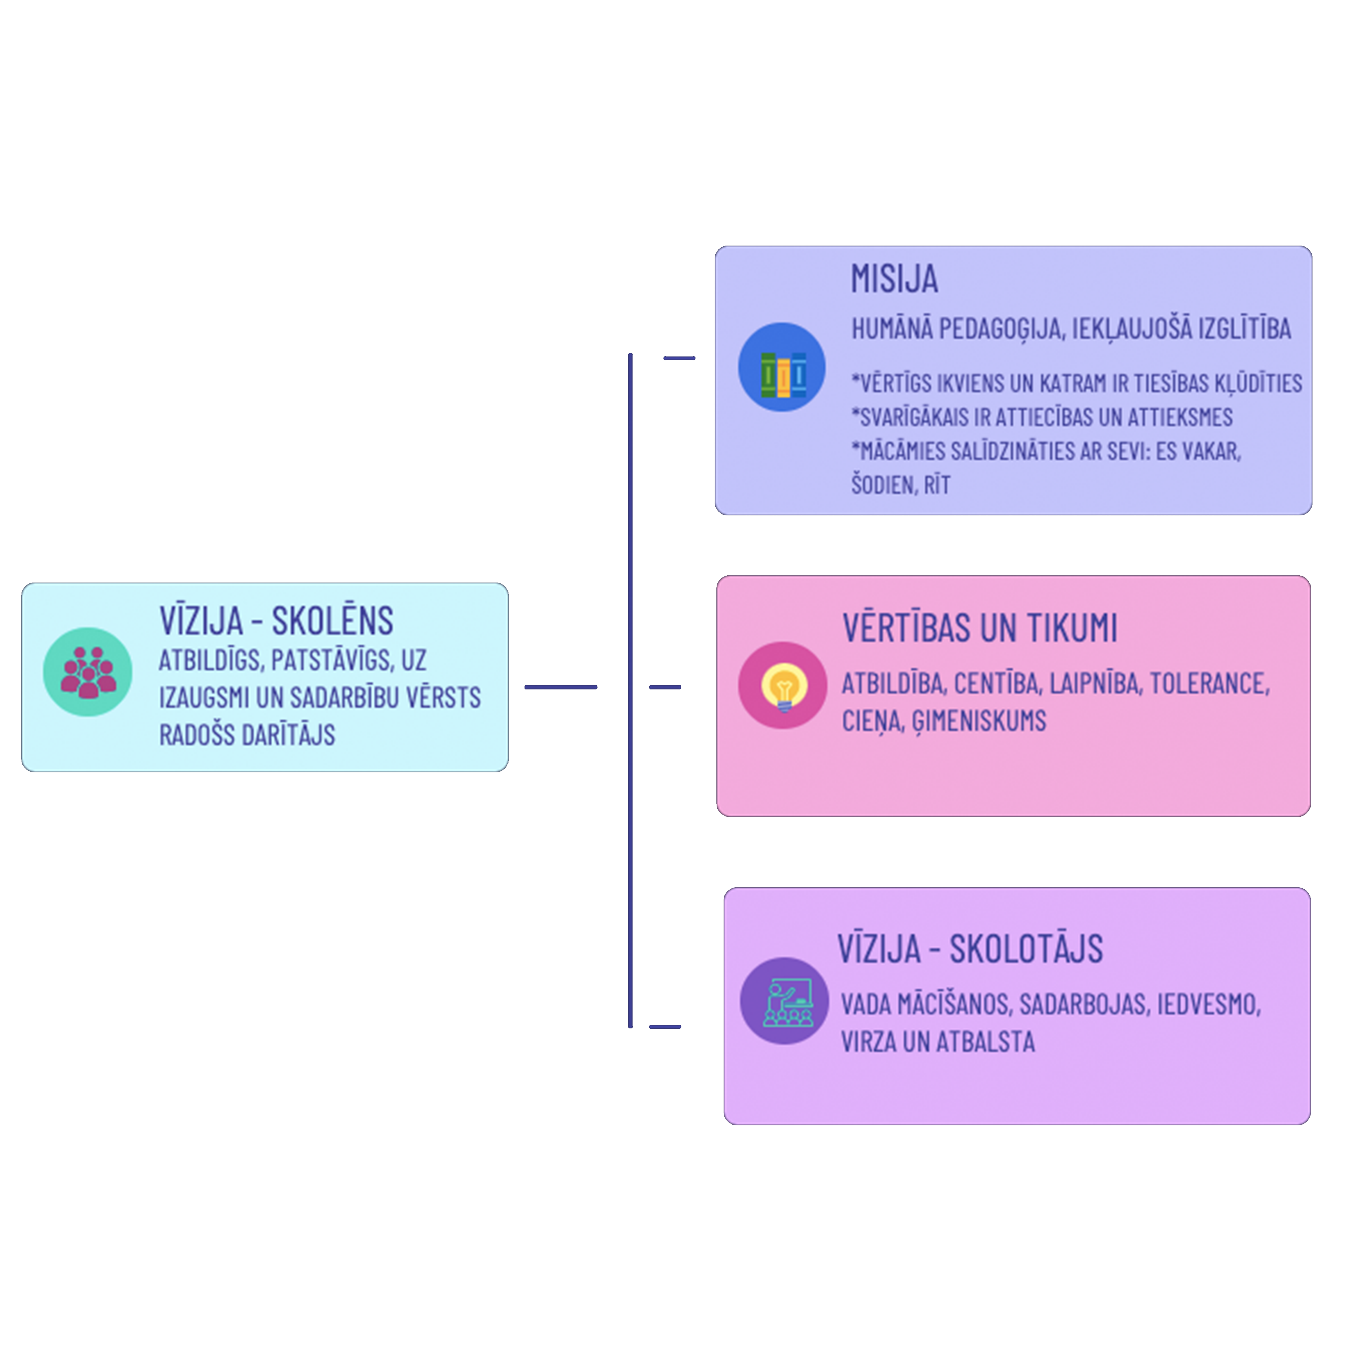 VĪZIJA - SKOLĒNS
ATBILDĪGS, PATSTĀVĪGS, UZ
IZAUGSMI UN SADARBĪBU VĒRSTS
RADOŠS DARĪTĀJS
MISIJA
HUMĀNĀ PEDAGOĢIJA, IEKĻAUJOŠĀ IZGLĪTĪBA
*VĒRTĪGS IKVIENS UN KATRAM IR TIESĪBAS KĻŪDĪTIES
*SVARĪGĀKAIS IR ATTIECĪBAS UN ATTIEKSMES
*MĀCĀMIES SALĪDZINĀTIES AR SEVI: ES VAKAR,
ŠODIEN, RĪT
VĒRTĪBAS UN TIKUMI
ATBILDĪBA, CENTĪBA, LAIPNĪBA, TOLERANCE,
CIEŅA, ĢIMENISKUMS
VĪZIJA - SKOLOTĀJS
VADA MĀCĪŠANOS, SADARBOJAS, IEDVESMO,
VIRZA UN ATBALSTA